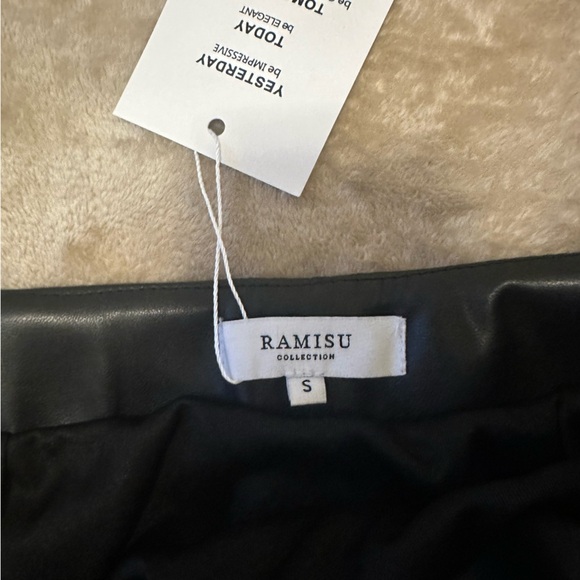 YESTERDAY
be IMPRESSIVE
TODAY
be ELEGANT
RAMISU
COLLECTION
S